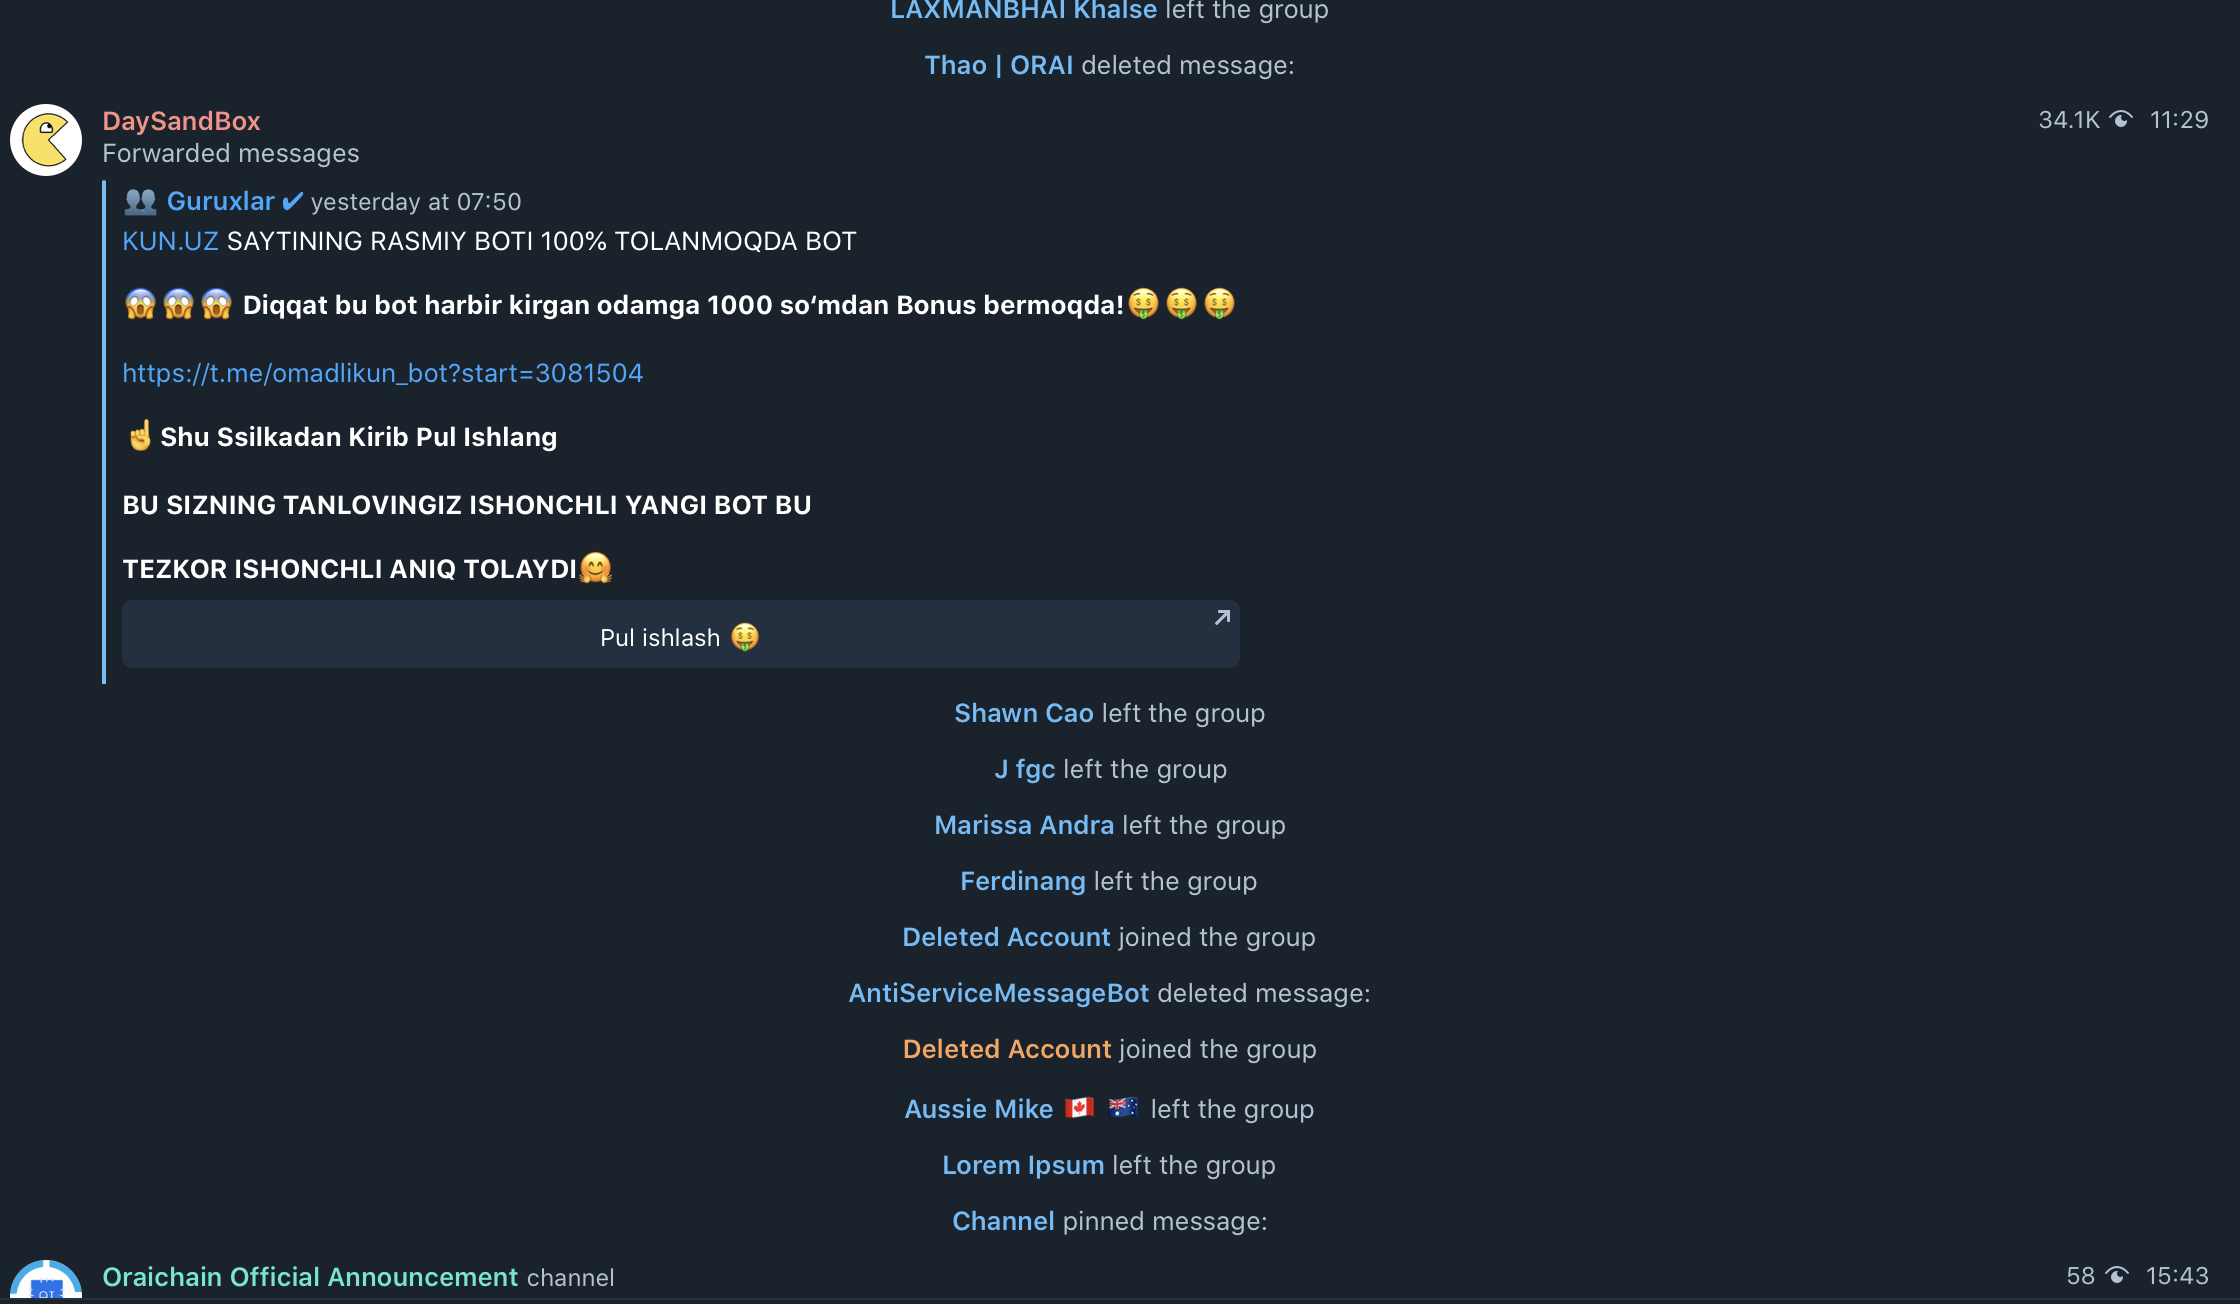 LAXMANBHAI Khalse left the group
Thao | ORAI deleted message:
DaySandBox
34.1K 11:29
Forwarded messages
👥 Guruxlar ✔ yesterday at 07:50
KUN.UZ SAYTINING RASMIY BOTI 100% TOLANMOQDA BOT
😱😱😱 Diqqat bu bot harbir kirgan odamga 1000 so‘mdan Bonus bermoqda!🤑🤑🤑
https://t.me/omadlikun_bot?start=3081504
☝️Shu Ssilkadan Kirib Pul Ishlang
BU SIZNING TANLOVINGIZ ISHONCHLI YANGI BOT BU
TEZKOR ISHONCHLI ANIQ TOLAYDI🤗
Pul ishlash 🤑
Shawn Cao left the group
J fgc left the group
Marissa Andra left the group
Ferdinang left the group
Deleted Account joined the group
AntiServiceMessageBot deleted message:
Deleted Account joined the group
Aussie Mike 🇨🇦 🇦🇺 left the group
Lorem Ipsum left the group
Channel pinned message:
Oraichain Official Announcement channel
58 15:43